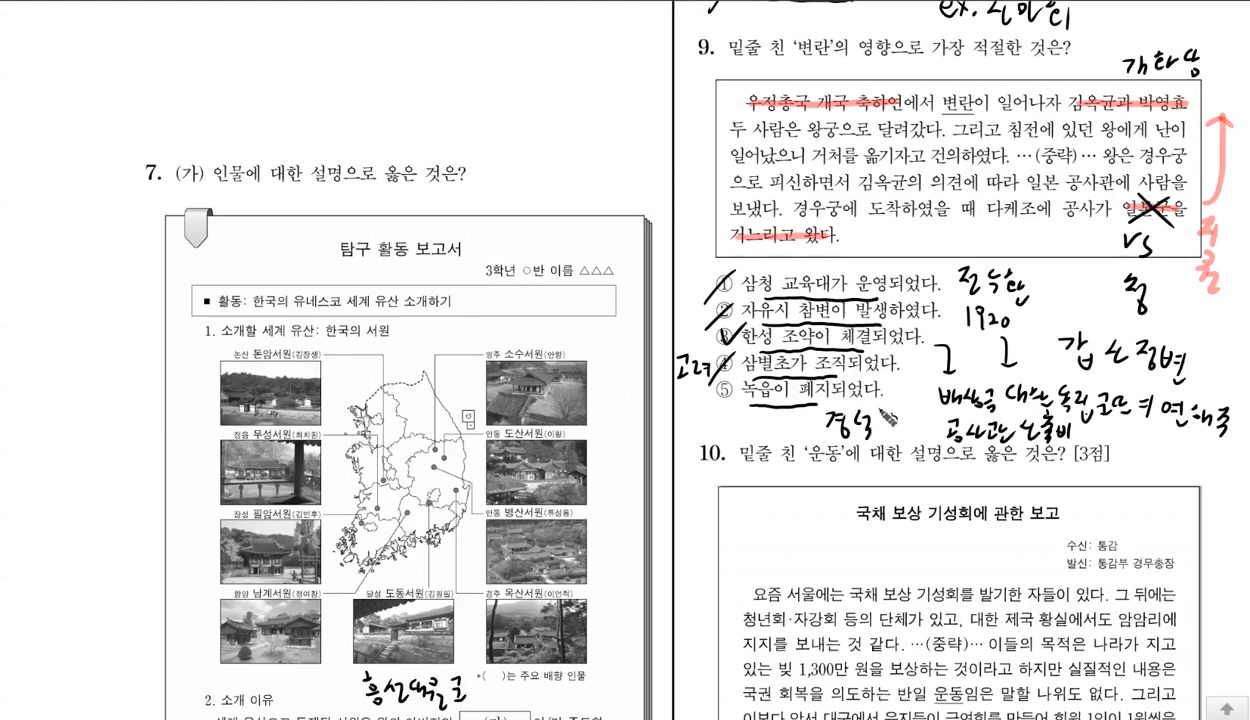 7. (가) 인물에 대한 설명으로 옳은 것은?
탐구 활동 보고서
3학년 ○반 이름 △△△
■ 활동: 한국의 유네스코 세계 유산 소개하기
1. 소개할 세계 유산: 한국의 서원
논산 돈암서원(김장생)
영주 소수서원(안향)
정읍 무성서원(최치원)
안동 도산서원(이황)
장성 필암서원(김인후)
안동 병산서원(류성룡)
함양 남계서원(정여창)
달성 도동서원(김굉필)
경주 옥산서원(이언적)
*( )는 주요 배향 인물
흥선대원군
2. 소개 이유
(가)
ex. 신민회
9. 밑줄 친 '변란'의 영향으로 가장 적절한 것은?
개화당
우정총국 개국 축하연에서 변란이 일어나자 김옥균과 박영효
두 사람은 왕궁으로 달려갔다. 그리고 침전에 있던 왕에게 난이
일어났으니 거처를 옮기자고 건의하였다. …(중략)… 왕은 경우궁
으로 피신하면서 김옥균의 의견에 따라 일본 공사관에 사람을
보냈다. 경우궁에 도착하였을 때 다케조에 공사가 일본군을
거느리고 왔다.
vs
청
① 삼청 교육대가 운영되었다.
전두환
② 자유시 참변이 발생하였다.
1920
③ 한성 조약이 체결되었다.
갑신정변
④ 삼별초가 조직되었다.
고려
⑤ 녹읍이 폐지되었다.
배상금
공사관 신축비
10. 밑줄 친 '운동'에 대한 설명으로 옳은 것은? [3점]
국채 보상 기성회에 관한 보고
수신: 통감
발신: 통감부 경무총장
요즘 서울에는 국채 보상 기성회를 발기한 자들이 있다. 그 뒤에는
청년회·자강회 등의 단체가 있고, 대한 제국 황실에서도 암암리에
지지를 보내는 것 같다. …(중략)… 이들의 목적은 나라가 지고
있는 빚 1,300만 원을 보상하는 것이라고 하지만 실질적인 내용은
국권 회복을 의도하는 반일 운동임은 말할 나위도 없다. 그리고